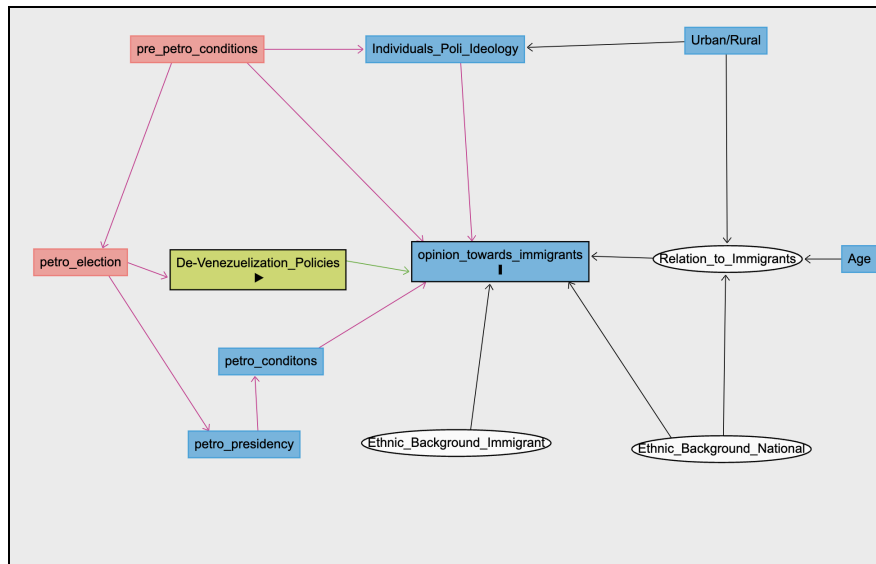 pre_petro_conditions
Individuals_Poli_Ideology
Urban/Rural
petro_election
De-Venezuelization_Policies
opinion_towards_immigrants
Relation_to_Immigrants
Age
petro_conditons
petro_presidency
Ethnic_Background_Immigrant
Ethnic_Background_National